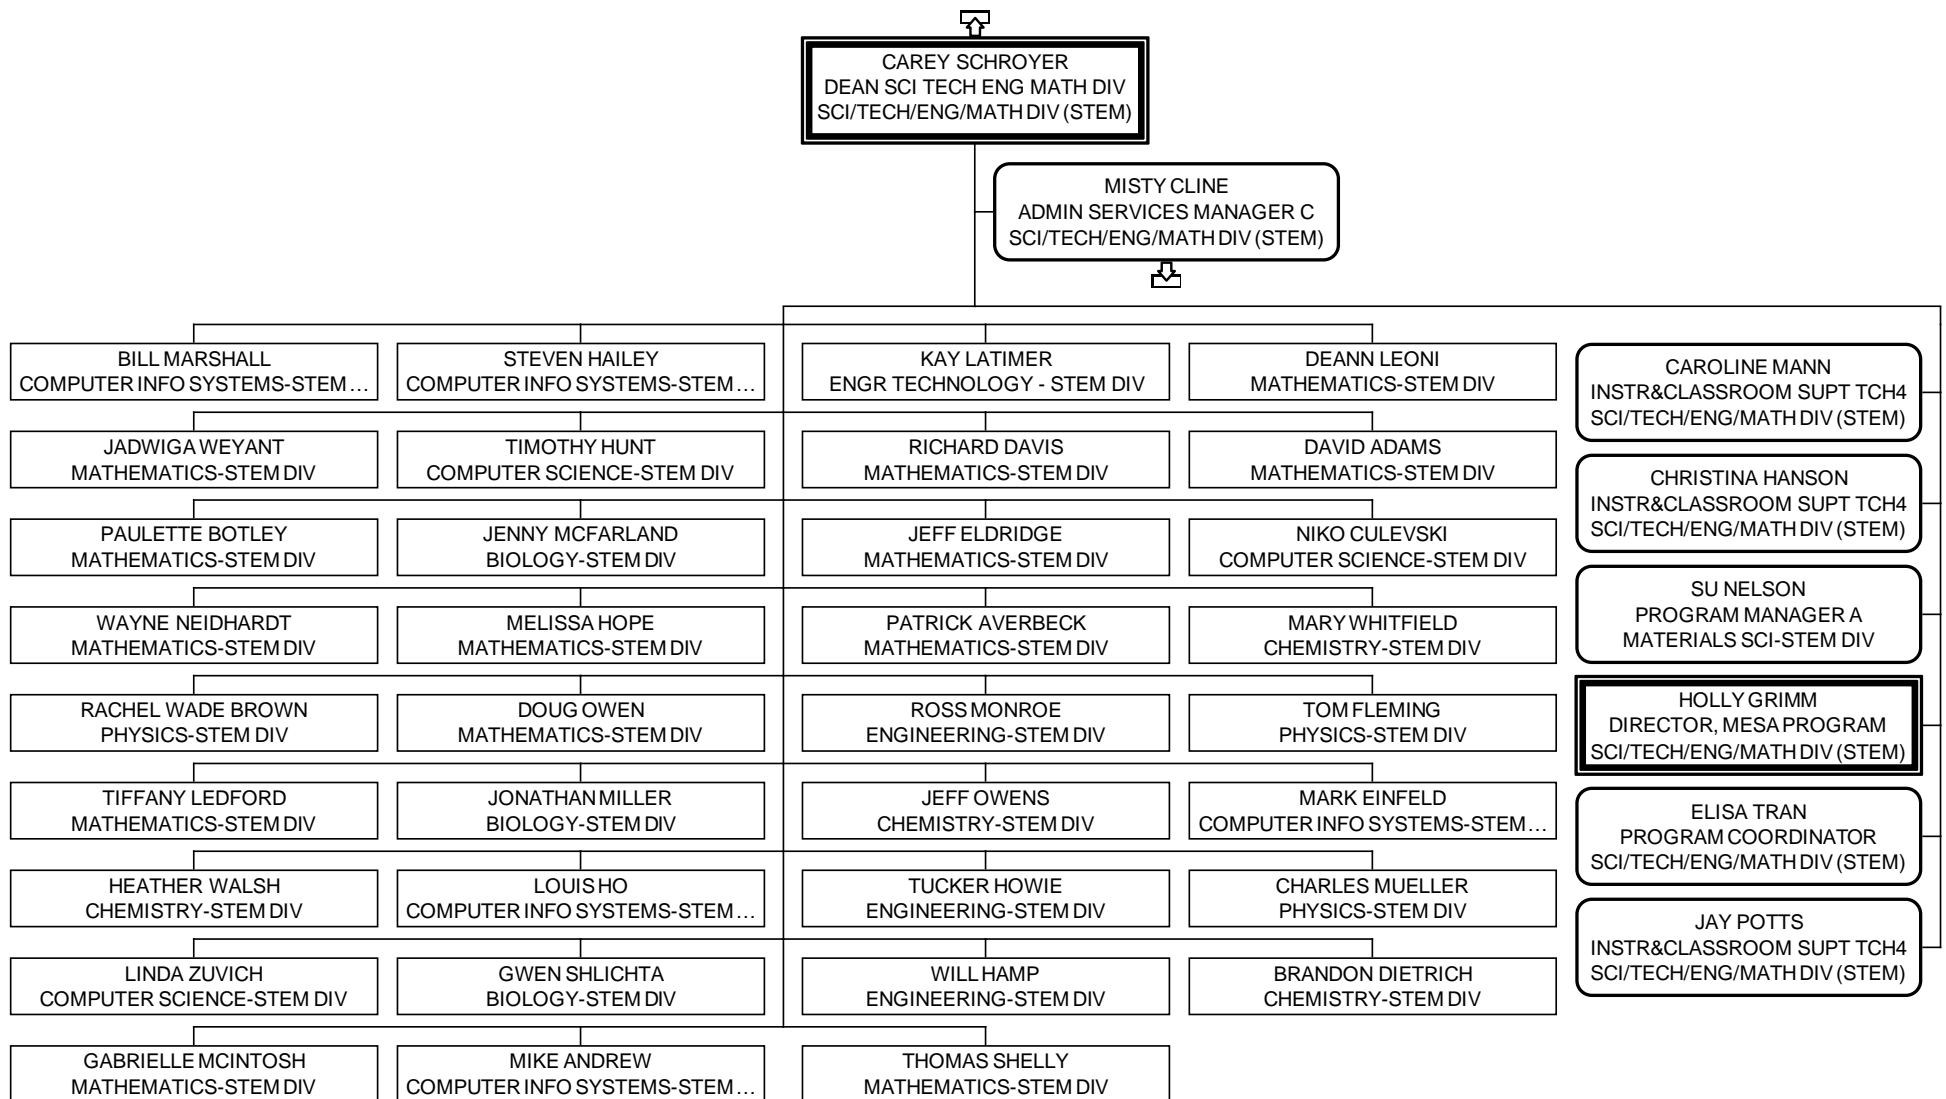 CAREY SCHROYER
DEAN SCI TECH ENG MATH DIV
SCI/TECH/ENG/MATH DIV (STEM)
MISTY CLINE
ADMIN SERVICES MANAGER C
SCI/TECH/ENG/MATH DIV (STEM)
BILL MARSHALL
COMPUTER INFO SYSTEMS-STEM...
STEVEN HAILEY
COMPUTER INFO SYSTEMS-STEM...
KAY LATIMER
ENGR TECHNOLOGY - STEM DIV
DEANN LEONI
MATHEMATICS-STEM DIV
JADWIGA WEYANT
MATHEMATICS-STEM DIV
TIMOTHY HUNT
COMPUTER SCIENCE-STEM DIV
RICHARD DAVIS
MATHEMATICS-STEM DIV
DAVID ADAMS
MATHEMATICS-STEM DIV
PAULETTE BOTLEY
MATHEMATICS-STEM DIV
JENNY MCFARLAND
BIOLOGY-STEM DIV
JEFF ELDRIDGE
MATHEMATICS-STEM DIV
NIKO CULEVSKI
COMPUTER SCIENCE-STEM DIV
WAYNE NEIDHARDT
MATHEMATICS-STEM DIV
MELISSA HOPE
MATHEMATICS-STEM DIV
PATRICK AVERBECK
MATHEMATICS-STEM DIV
MARY WHITFIELD
CHEMISTRY-STEM DIV
RACHEL WADE BROWN
PHYSICS-STEM DIV
DOUG OWEN
MATHEMATICS-STEM DIV
ROSS MONROE
ENGINEERING-STEM DIV
TOM FLEMING
PHYSICS-STEM DIV
TIFFANY LEDFORD
MATHEMATICS-STEM DIV
JONATHAN MILLER
BIOLOGY-STEM DIV
JEFF OWENS
CHEMISTRY-STEM DIV
MARK EINFELD
COMPUTER INFO SYSTEMS-STEM...
HEATHER WALSH
CHEMISTRY-STEM DIV
LOUIS HO
COMPUTER INFO SYSTEMS-STEM...
TUCKER HOWIE
ENGINEERING-STEM DIV
CHARLES MUELLER
PHYSICS-STEM DIV
LINDA ZUVICH
COMPUTER SCIENCE-STEM DIV
GWEN SHLICHTA
BIOLOGY-STEM DIV
WILL HAMP
ENGINEERING-STEM DIV
BRANDON DIETRICH
CHEMISTRY-STEM DIV
GABRIELLE MCINTOSH
MATHEMATICS-STEM DIV
MIKE ANDREW
COMPUTER INFO SYSTEMS-STEM...
THOMAS SHELLY
MATHEMATICS-STEM DIV
CAROLINE MANN
INSTR&CLASSROOM SUPT TCH4
SCI/TECH/ENG/MATH DIV (STEM)
CHRISTINA HANSON
INSTR&CLASSROOM SUPT TCH4
SCI/TECH/ENG/MATH DIV (STEM)
SU NELSON
PROGRAM MANAGER A
MATERIALS SCI-STEM DIV
HOLLY GRIMM
DIRECTOR, MESA PROGRAM
SCI/TECH/ENG/MATH DIV (STEM)
ELISA TRAN
PROGRAM COORDINATOR
SCI/TECH/ENG/MATH DIV (STEM)
JAY POTTS
INSTR&CLASSROOM SUPT TCH4
SCI/TECH/ENG/MATH DIV (STEM)